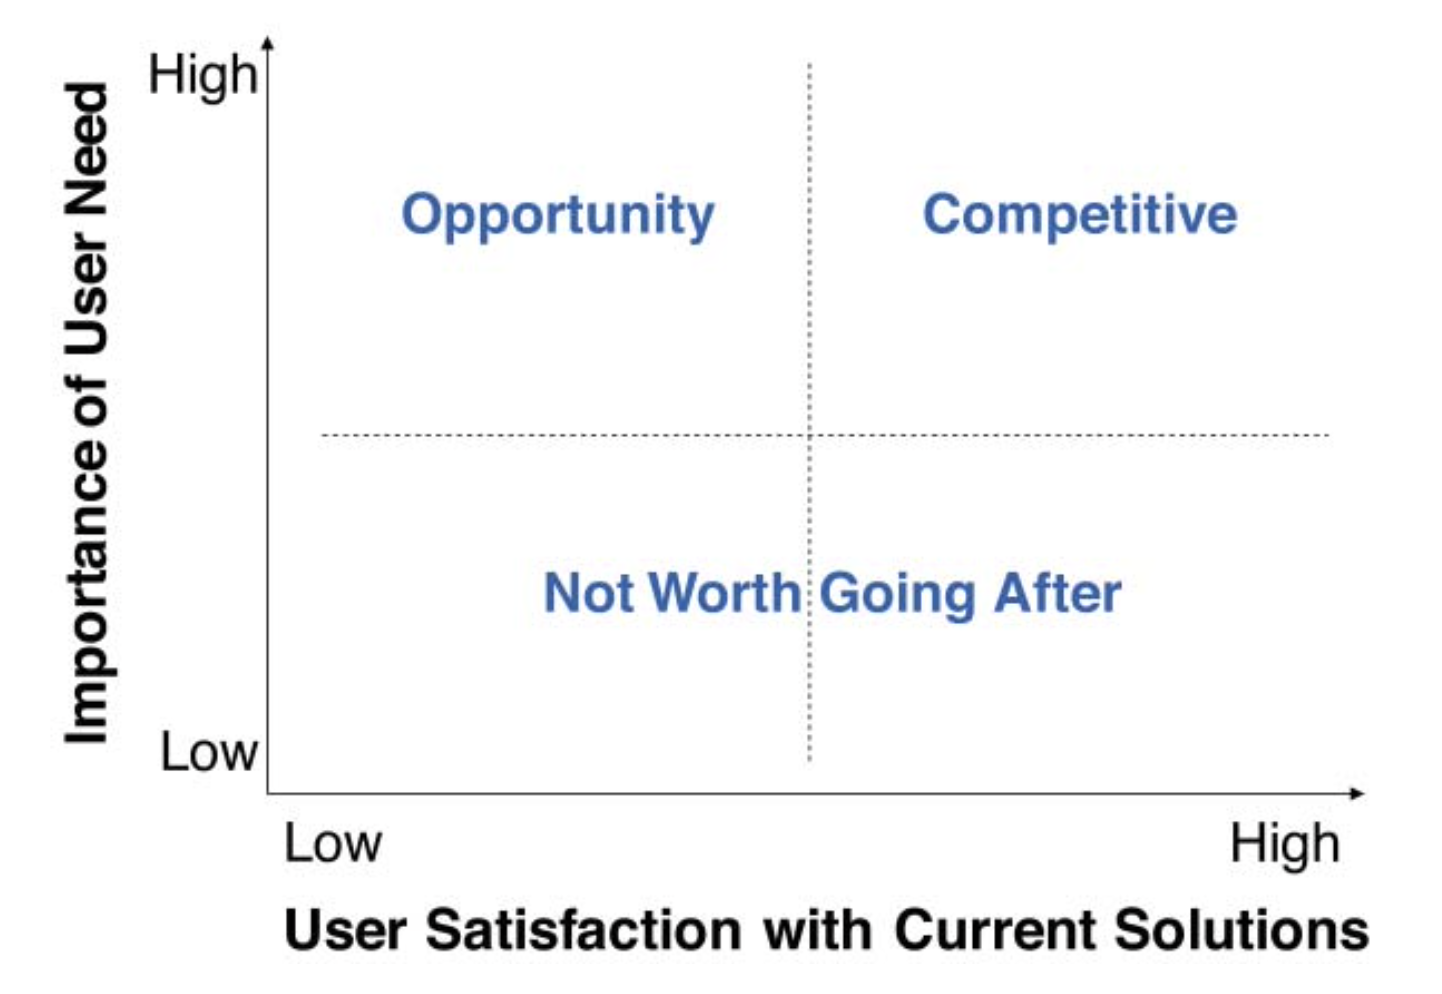 High
Importance of User Need
Opportunity
Competitive
Not Worth Going After
Low
Low
High
User Satisfaction with Current Solutions